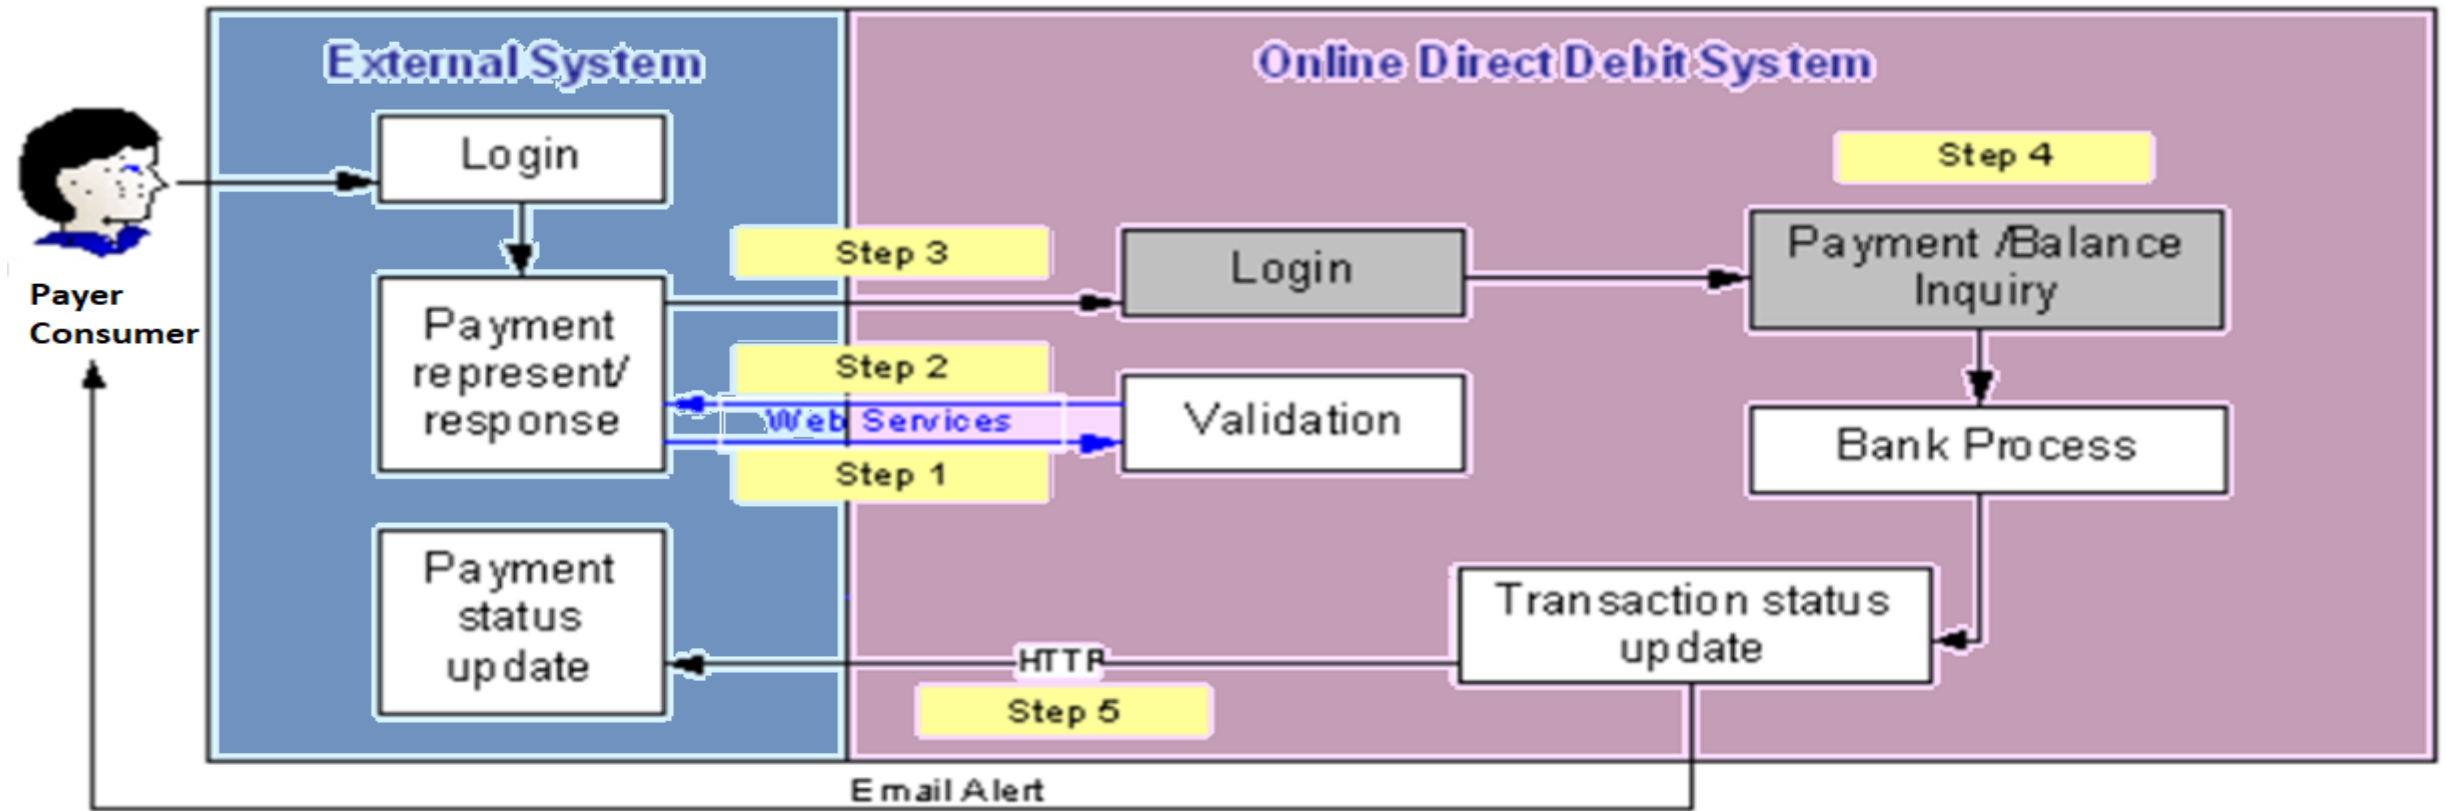 External System
Online Direct Debit System
Login
Step 4
Step 3
Login
Payment /Balance
Inquiry
Payer
Consumer
Payment
represent/
response
Step 2
Web Services
Step 1
Validation
Bank Process
Payment
status
update
Transaction status
update
HTTP
Step 5
Email Alert